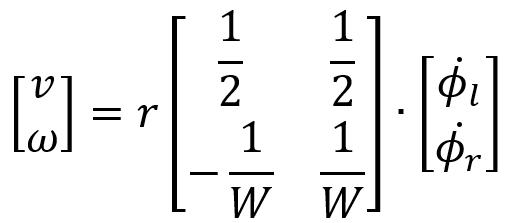 [v; ω] = r [1/2 1/2; −1/W 1/W] · [ϕ̇_l; ϕ̇_r]